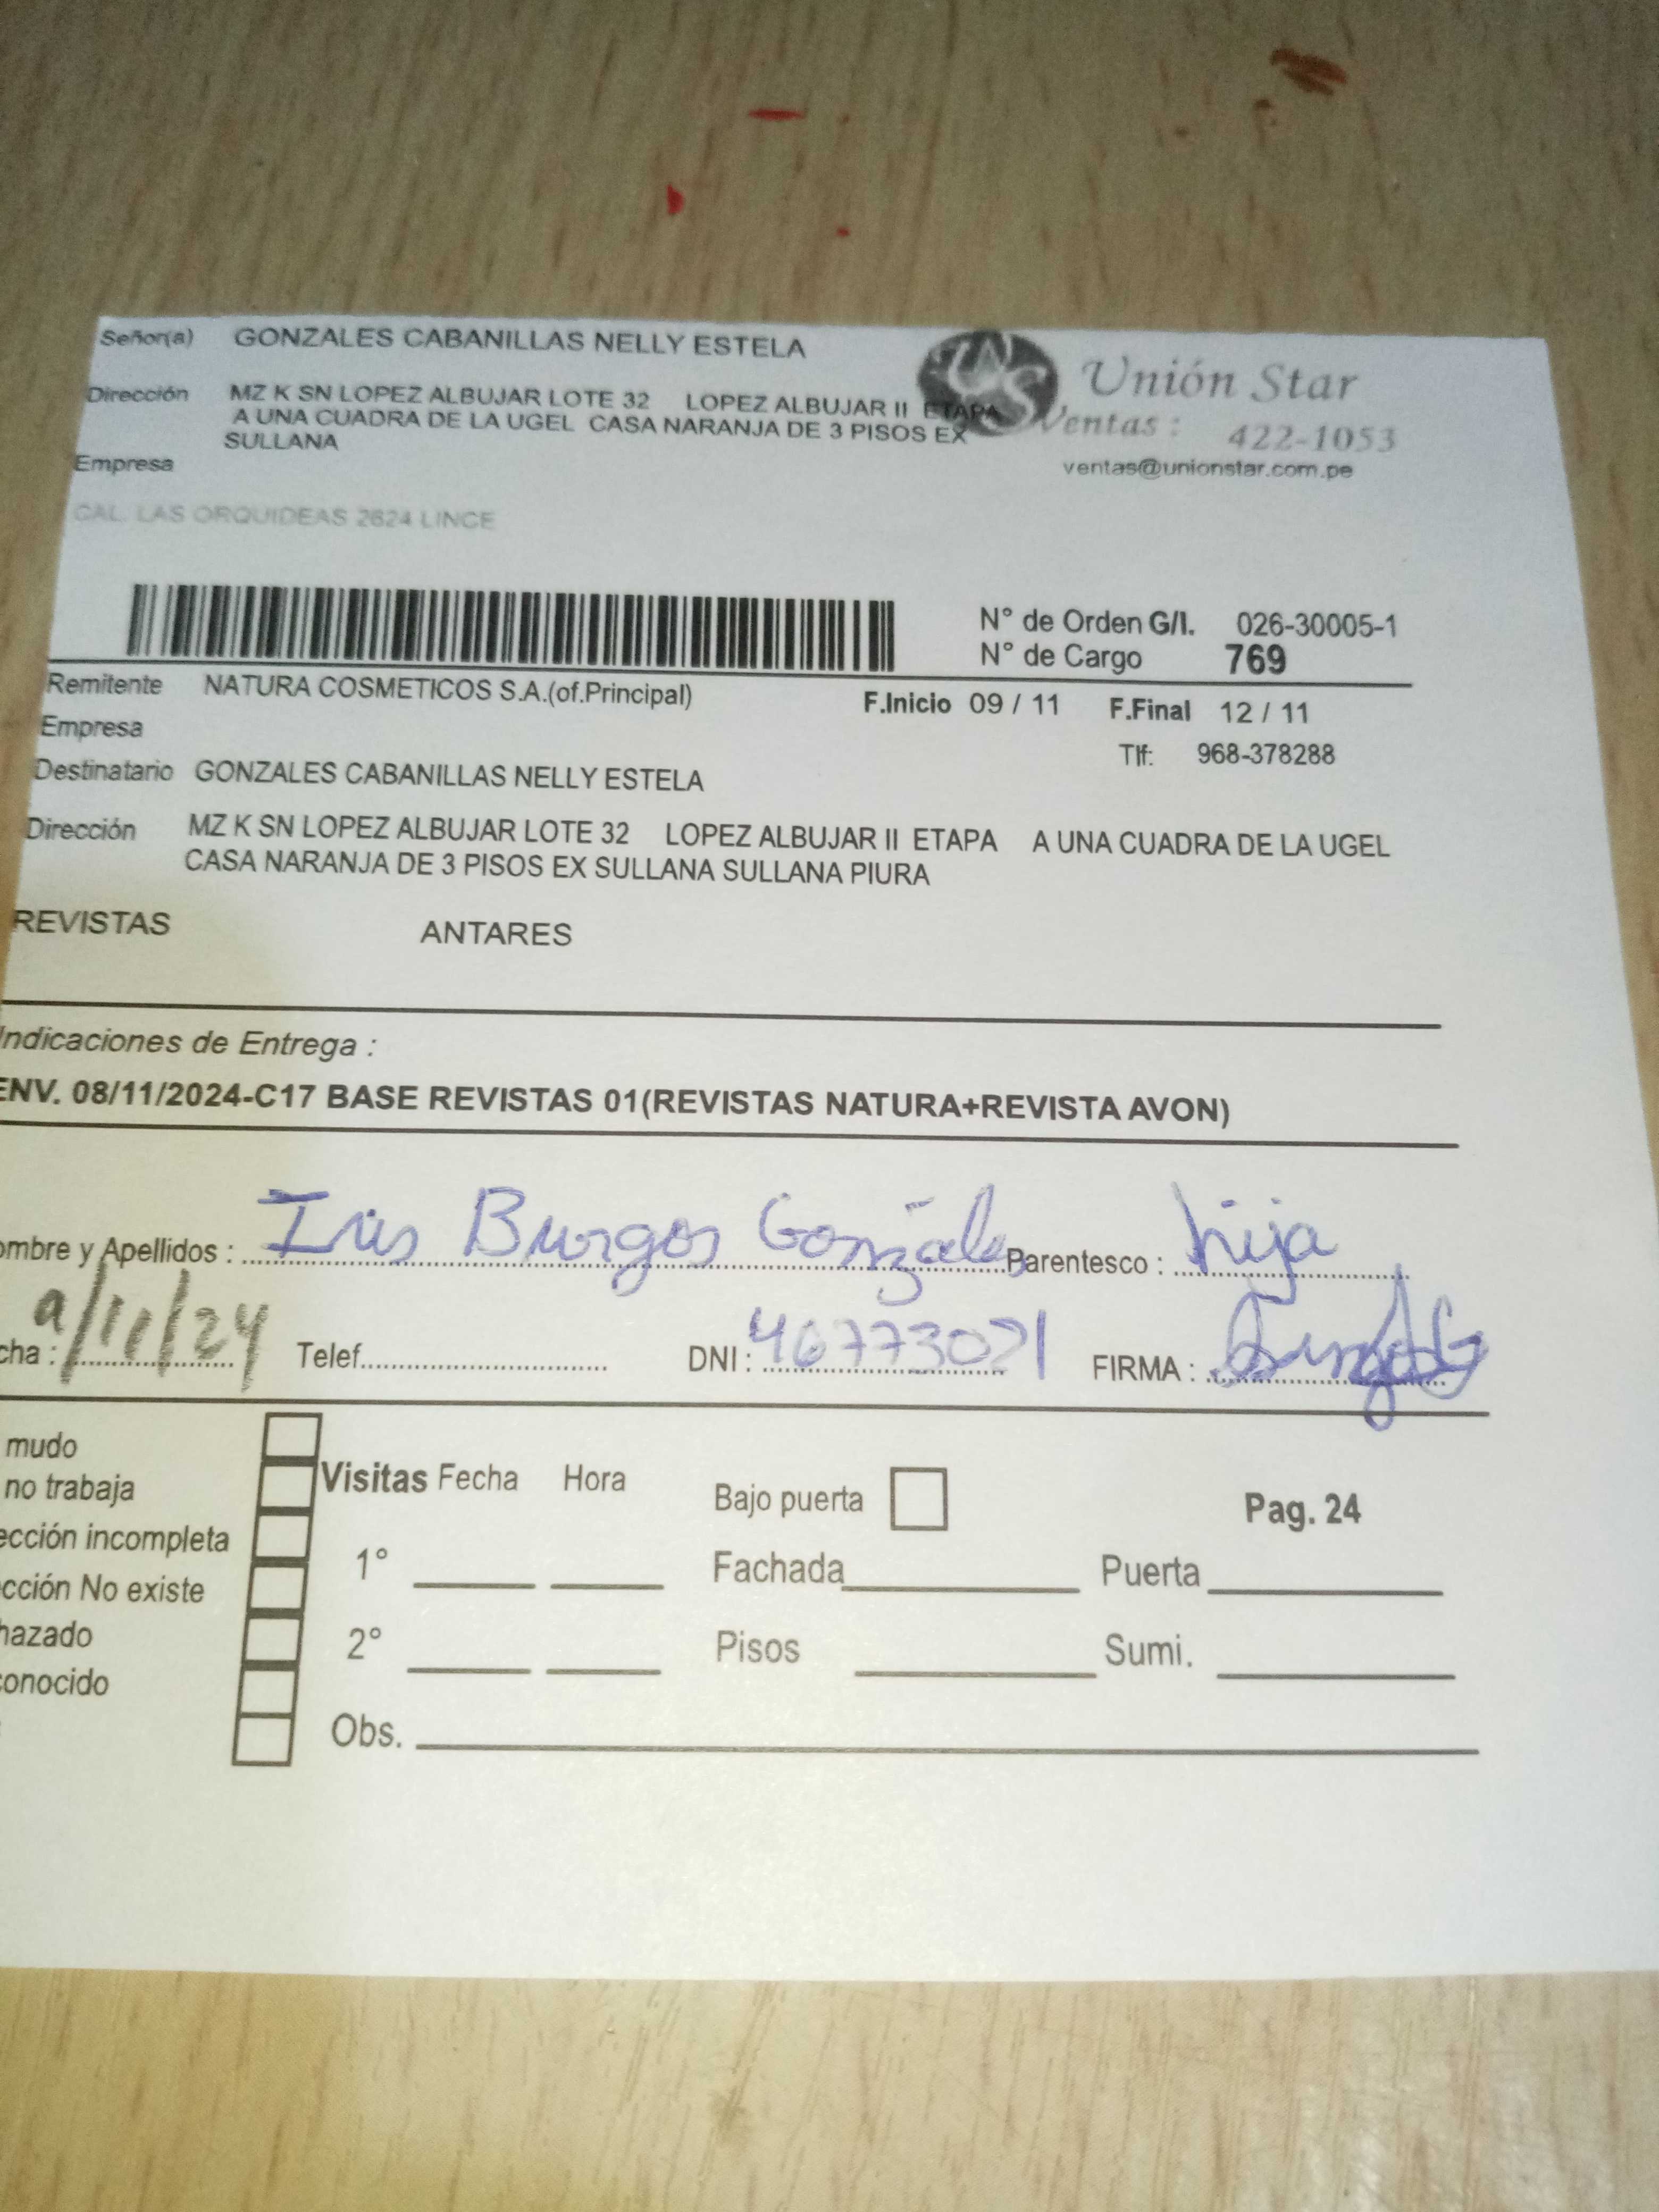 Señor(a) GONZALES CABANILLAS NELLY ESTELA
Unión Star
Dirección MZ K SN LOPEZ ALBUJAR LOTE 32 LOPEZ ALBUJAR II ETAPA
A UNA CUADRA DE LA UGEL CASA NARANJA DE 3 PISOS EX
SULLANA
Ventas : 422-1053
Empresa
ventas@unionstar.com.pe
CAL. LAS ORQUIDEAS 2624 LINCE
N° de Orden G/I. 026-30005-1
N° de Cargo 769
Remitente NATURA COSMETICOS S.A.(of.Principal) F.Inicio 09 / 11 F.Final 12 / 11
Empresa
Tlf: 968-378288
Destinatario GONZALES CABANILLAS NELLY ESTELA
Dirección MZ K SN LOPEZ ALBUJAR LOTE 32 LOPEZ ALBUJAR II ETAPA A UNA CUADRA DE LA UGEL
CASA NARANJA DE 3 PISOS EX SULLANA SULLANA PIURA
REVISTAS ANTARES
Indicaciones de Entrega :
ENV. 08/11/2024-C17 BASE REVISTAS 01(REVISTAS NATURA+REVISTA AVON)
ombre y Apellidos : Iris Burgos Gonzáles Parentesco : hija
cha : 9/11/24 Telef. DNI : 46773021 FIRMA :
mudo
no trabaja
ección incompleta
cción No existe
hazado
conocido
Visitas Fecha Hora
1°
2°
Obs.
Bajo puerta Pag. 24
Fachada Puerta
Pisos Sumi.